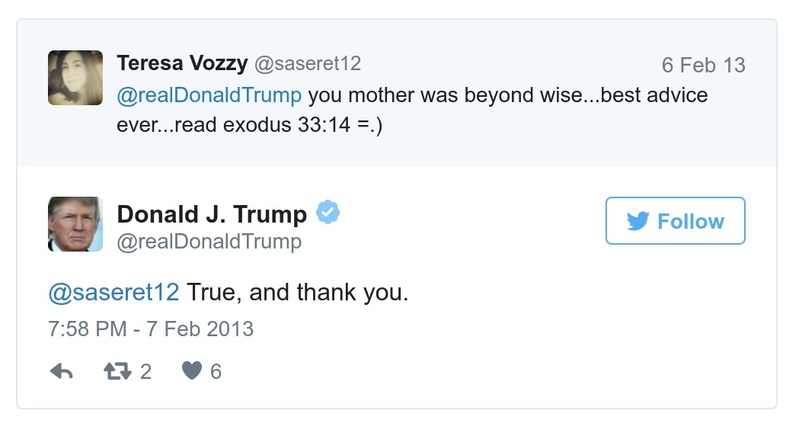 Teresa Vozzy @saseret12 6 Feb 13
@realDonaldTrump you mother was beyond wise...best advice
ever...read exodus 33:14 =.)
Donald J. Trump
@realDonaldTrump
Follow
@saseret12 True, and thank you.
7:58 PM - 7 Feb 2013
2 6